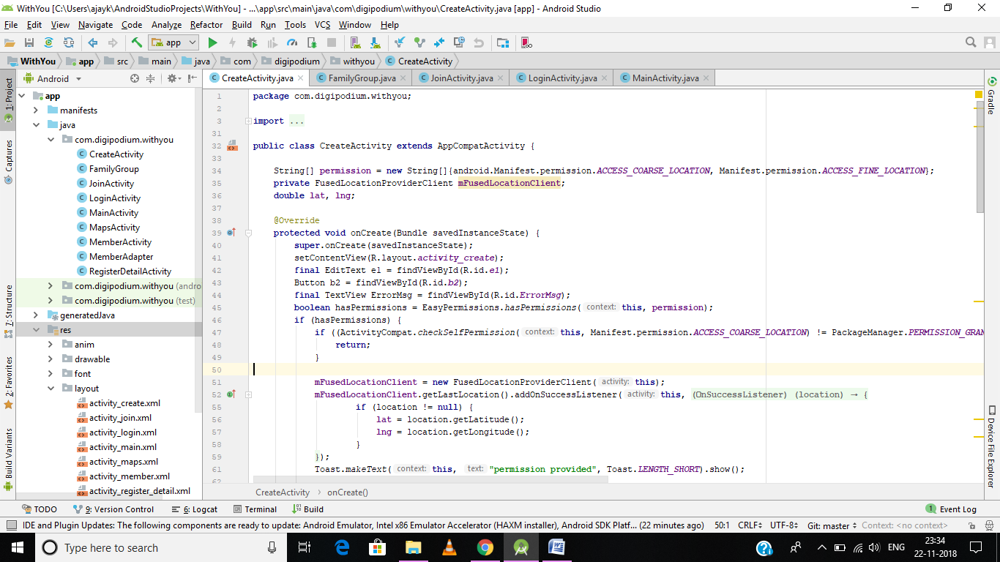 WithYou [C:\Users\ajayk\AndroidStudioProjects\WithYou] - ...\app\src\main\java\com\digipodium\withyou\CreateActivity.java [app] - Android Studio
File Edit View Navigate Code Analyze Refactor Build Run Tools VCS Window Help
app
WithYou app src main java com digipodium withyou CreateActivity
Android
CreateActivity.java FamilyGroup.java JoinActivity.java LoginActivity.java MainActivity.java
1: Project
Captures
7: Structure
2: Favorites
Build Variants
app
manifests
java
com.digipodium.withyou
CreateActivity
FamilyGroup
JoinActivity
LoginActivity
MainActivity
MapsActivity
MemberActivity
MemberAdapter
RegisterDetailActivity
com.digipodium.withyou (andro
com.digipodium.withyou (test)
generatedJava
res
anim
drawable
font
layout
activity_create.xml
activity_join.xml
activity_login.xml
activity_main.xml
activity_maps.xml
activity_member.xml
activity_register_detail.xml
1 package com.digipodium.withyou;
2
3 import ...
31
32 public class CreateActivity extends AppCompatActivity {
33
34 String[] permission = new String[]{android.Manifest.permission.ACCESS_COARSE_LOCATION, Manifest.permission.ACCESS_FINE_LOCATION};
35 private FusedLocationProviderClient mFusedLocationClient;
36 double lat, lng;
37
38 @Override
39 protected void onCreate(Bundle savedInstanceState) {
40 super.onCreate(savedInstanceState);
41 setContentView(R.layout.activity_create);
42 final EditText e1 = findViewById(R.id.e1);
43 Button b2 = findViewById(R.id.b2);
44 final TextView ErrorMsg = findViewById(R.id.ErrorMsg);
45 boolean hasPermissions = EasyPermissions.hasPermissions( context: this, permission);
46 if (hasPermissions) {
47 if ((ActivityCompat.checkSelfPermission( context: this, Manifest.permission.ACCESS_COARSE_LOCATION) != PackageManager.PERMISSION_GRAN
48 return;
49 }
50
51 mFusedLocationClient = new FusedLocationProviderClient( activity: this);
52 mFusedLocationClient.getLastLocation().addOnSuccessListener( activity: this, (OnSuccessListener) (location) → {
55 if (location != null) {
56 lat = location.getLatitude();
57 lng = location.getLongitude();
58 }
59 });
61 Toast.makeText( context: this, text: "permission provided", Toast.LENGTH_SHORT).show();
62
Gradle
Device File Explorer
CreateActivity onCreate()
TODO 9: Version Control 6: Logcat Terminal Build 1 Event Log
IDE and Plugin Updates: The following components are ready to update: Android Emulator, Intel x86 Emulator Accelerator (HAXM installer), Android SDK Platf... (22 minutes ago) 50:1 CRLF UTF-8 Git: master Context: <no context>
Type here to search
ENG
23:34
22-11-2018